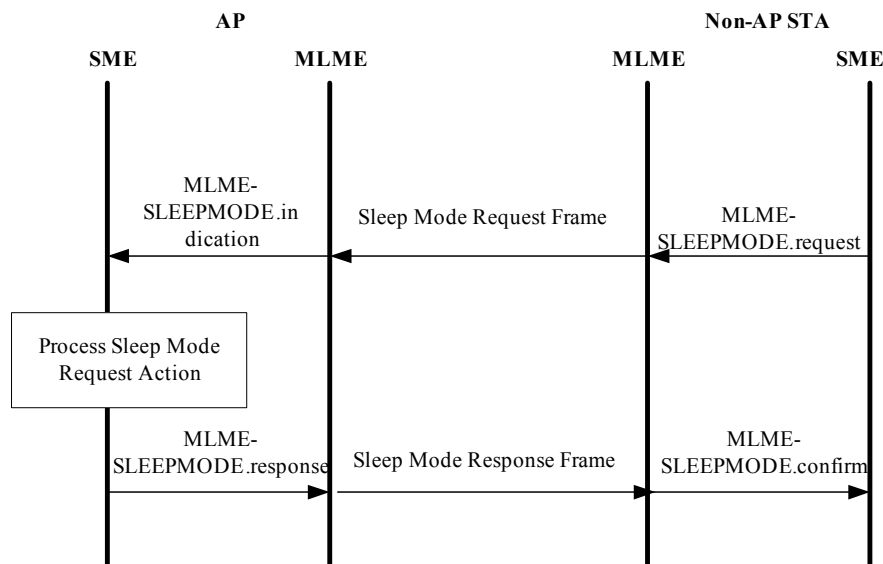 AP
Non-AP STA
SME
MLME
MLME
SME
MLME-
SLEEPMODE.in
dication
Sleep Mode Request Frame
MLME-
SLEEPMODE.request
Process Sleep Mode
Request Action
MLME-
SLEEPMODE.response
Sleep Mode Response Frame
MLME-
SLEEPMODE.confirm